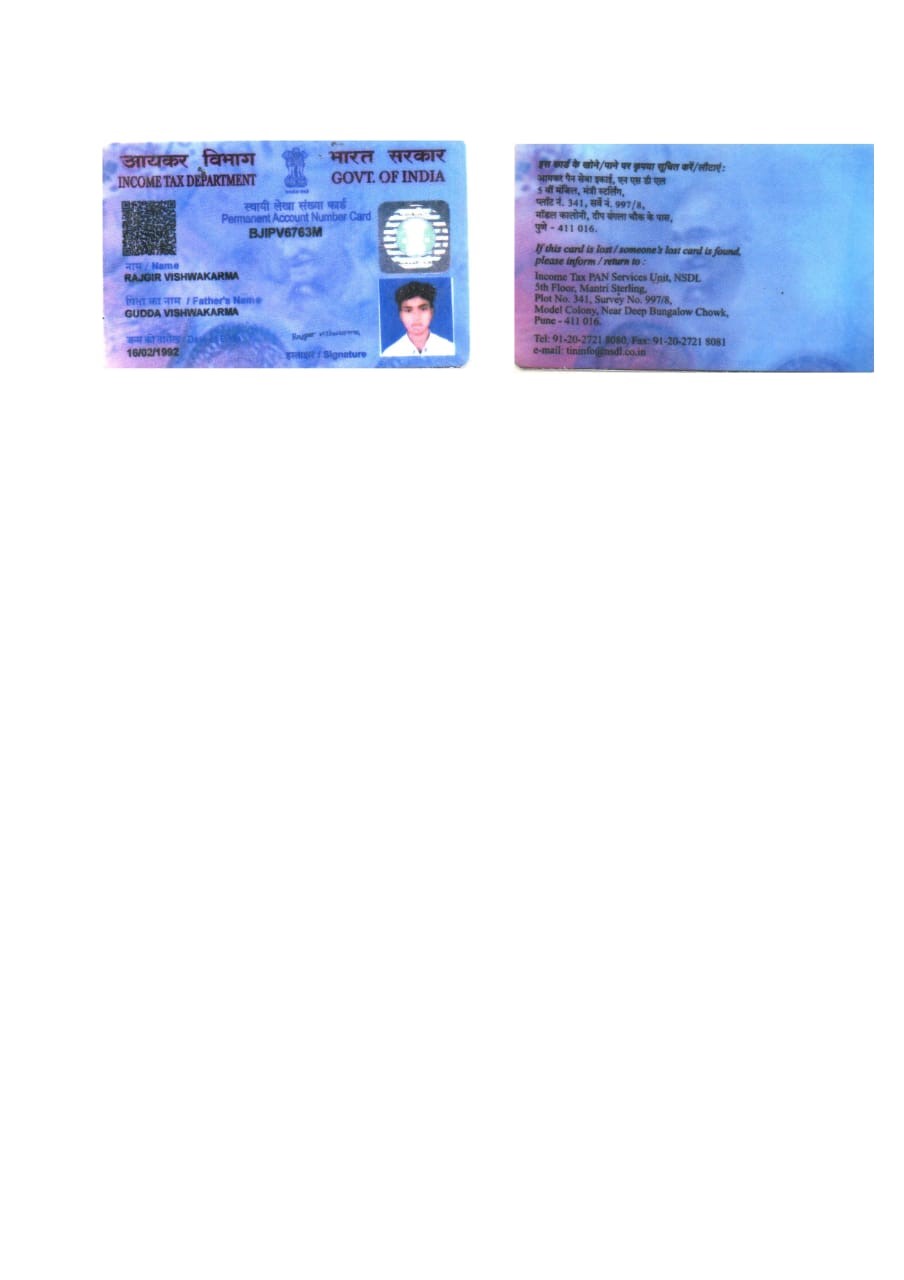 आयकर विभाग
INCOME TAX DEPARTMENT
भारत सरकार
GOVT. OF INDIA
स्थायी लेखा संख्या कार्ड
Permanent Account Number Card
BJIPV6763M
नाम / Name
RAJGIR VISHWAKARMA
पिता का नाम / Father's Name
GUDDA VISHWAKARMA
जन्म की तारीख / Date of Birth
16/02/1992
हस्ताक्षर / Signature
इस कार्ड के खोने/पाने पर कृपया सूचित करें/लौटाएं :
आयकर पैन सेवा इकाई, एन एस डी एल
5 वीं मंजिल, मंत्री स्टर्लिंग,
प्लॉट नं. 341, सर्वे नं. 997/8,
मॉडल कालोनी, दीप बंगला चौक के पास,
पुणे - 411 016.
If this card is lost / someone's lost card is found,
please inform / return to :
Income Tax PAN Services Unit, NSDL
5th Floor, Mantri Sterling,
Plot No. 341, Survey No. 997/8,
Model Colony, Near Deep Bungalow Chowk,
Pune - 411 016.
Tel: 91-20-2721 8080, Fax: 91-20-2721 8081
e-mail: tininfo@nsdl.co.in